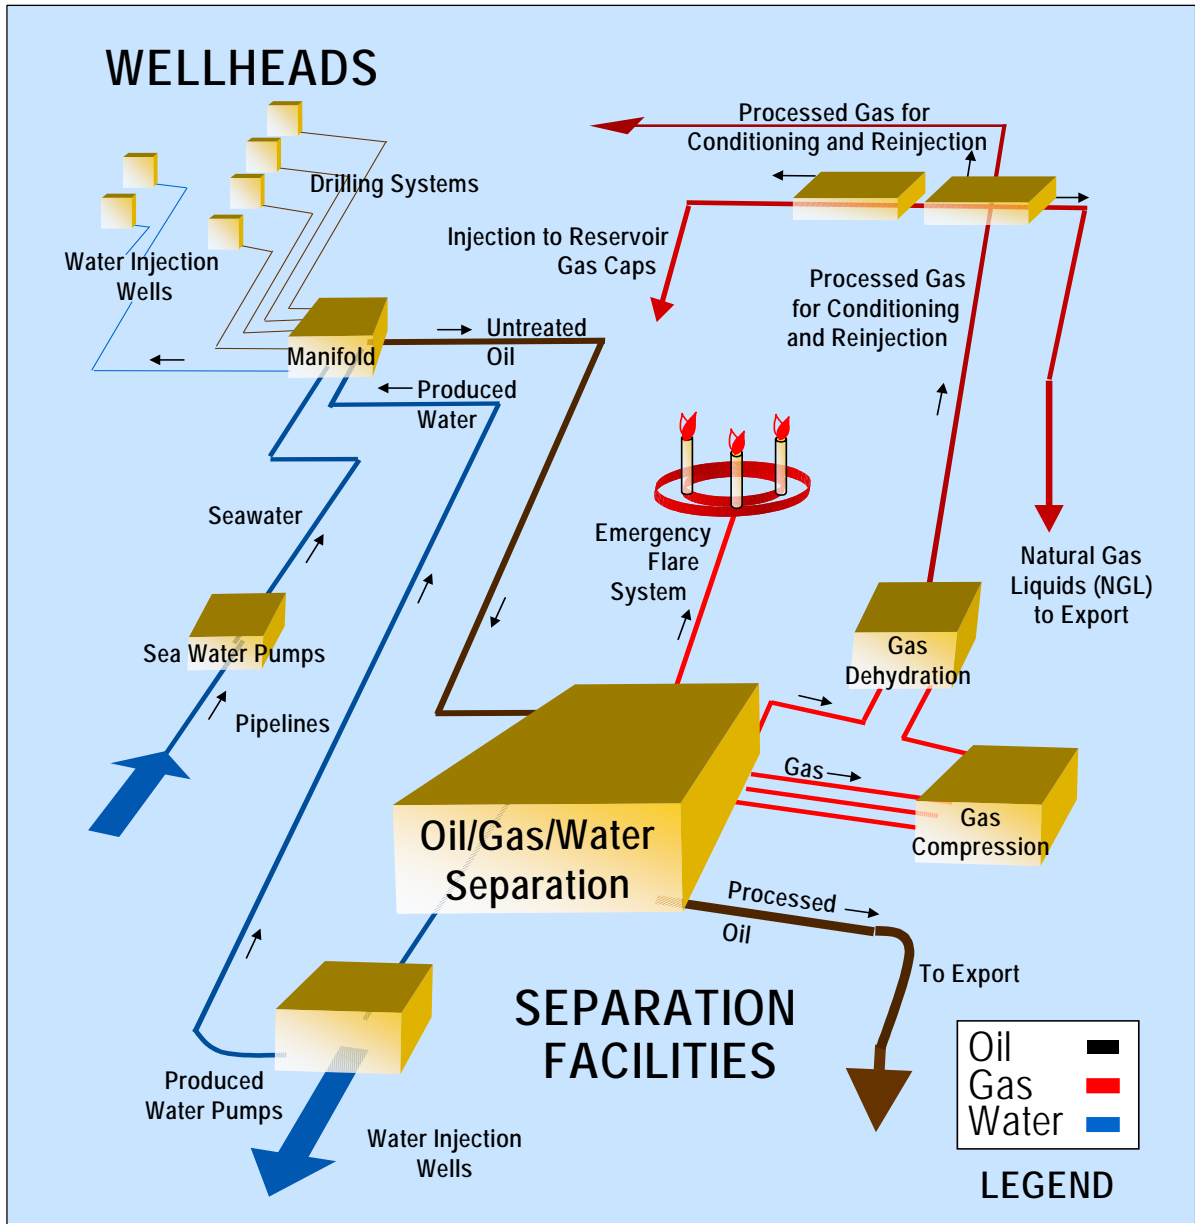 WELLHEADS
Drilling Systems
Water Injection
Wells
Manifold
Untreated
Oil
Produced
Water
Seawater
Sea Water Pumps
Pipelines
Processed Gas for
Conditioning and Reinjection
Injection to Reservoir
Gas Caps
Processed Gas
for Conditioning
and Reinjection
Emergency
Flare
System
Natural Gas
Liquids (NGL)
to Export
Gas
Dehydration
Gas
Gas
Compression
Oil/Gas/Water
Separation
Processed
Oil
To Export
SEPARATION
FACILITIES
Produced
Water Pumps
Water Injection
Wells
Oil
Gas
Water
LEGEND